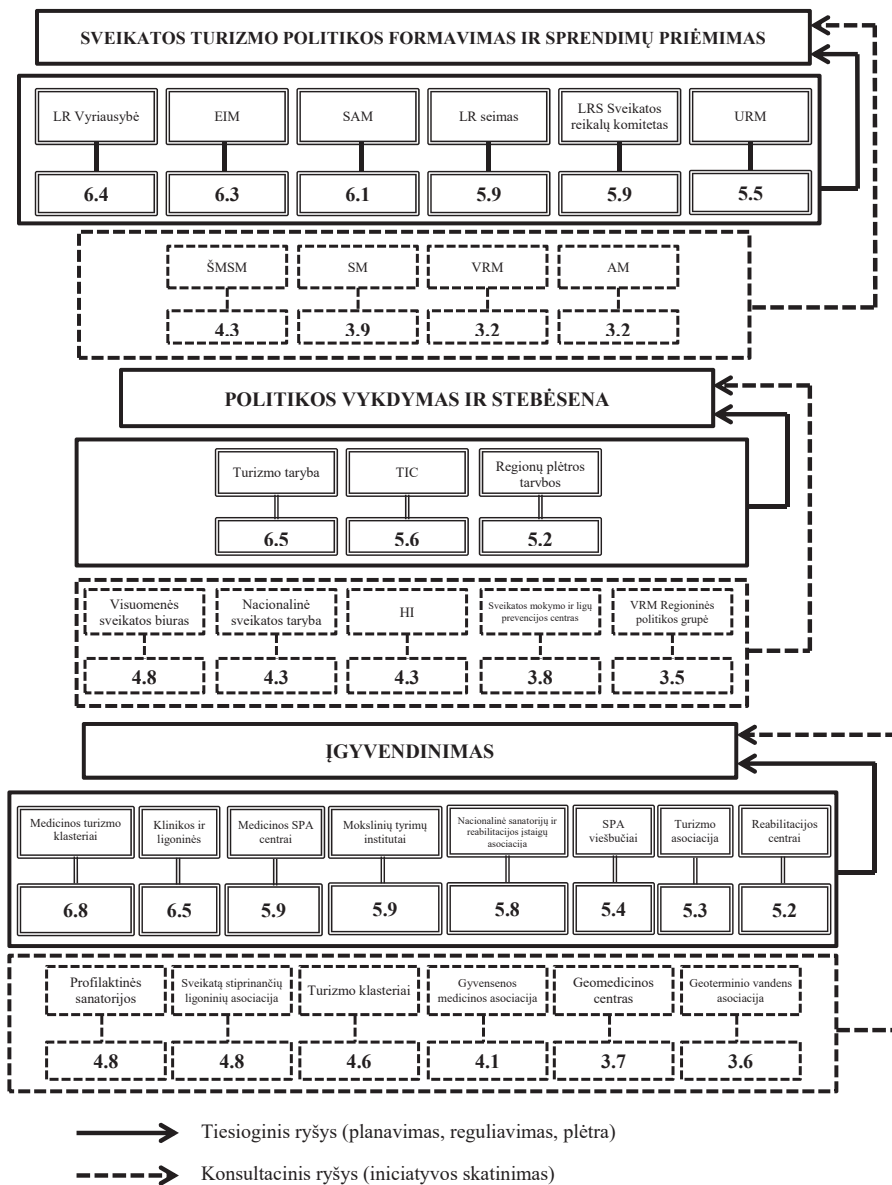 SVEIKATOS TURIZMO POLITIKOS FORMAVIMAS IR SPRENDIMŲ PRIĖMIMAS
LR Vyriausybė
EIM
SAM
LR seimas
LRS Sveikatos
reikalų komitetas
URM
6.4
6.3
6.1
5.9
5.9
5.5
ŠMSM
SM
VRM
AM
4.3
3.9
3.2
3.2
POLITIKOS VYKDYMAS IR STEBĖSENA
Turizmo taryba
TIC
Regionų plėtros
tarybos
6.5
5.6
5.2
Visuomenės
sveikatos biuras
Nacionalinė
sveikatos taryba
HI
Sveikatos mokymo ir ligų
prevencijos centras
VRM Regioninės
politikos grupė
4.8
4.3
4.3
3.8
3.5
ĮGYVENDINIMAS
Medicinos turizmo
klasteriai
Klinikos ir
ligoninės
Medicinos SPA
centrai
Mokslinių tyrimų
institutai
Nacionalinė sanatorijų ir
reabilitacijos įstaigų
asociacija
SPA
viešbučiai
Turizmo
asociacija
Reabilitacijos
centrai
6.8
6.5
5.9
5.9
5.8
5.4
5.3
5.2
Profilaktinės
sanatorijos
Sveikatą stiprinančių
ligoninių asociacija
Turizmo klasteriai
Gyvensenos
medicinos asociacija
Geomedicinos
centras
Geoterminio vandens
asociacija
4.8
4.8
4.6
4.1
3.7
3.6
Tiesioginis ryšys (planavimas, reguliavimas, plėtra)
Konsultacinis ryšys (iniciatyvos skatinimas)